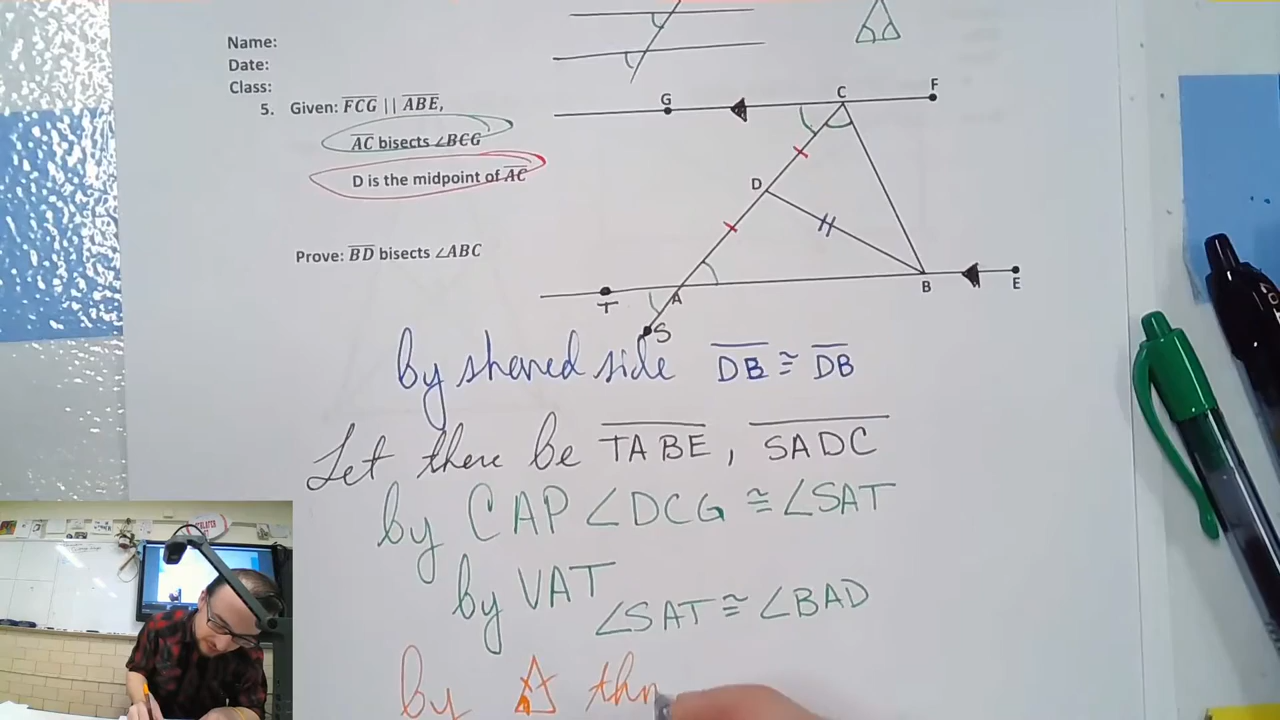 Name:
Date:
Class:
5. Given: FCG || ABE,
AC bisects ∠BCG
D is the midpoint of AC
Prove: BD bisects ∠ABC
G
C
F
D
T
A
S
B
E
by shared side DB ≅ DB
Let there be TABE, SADC
by CAP ∠DCG ≅ ∠SAT
by VAT ∠SAT ≅ ∠BAD
by